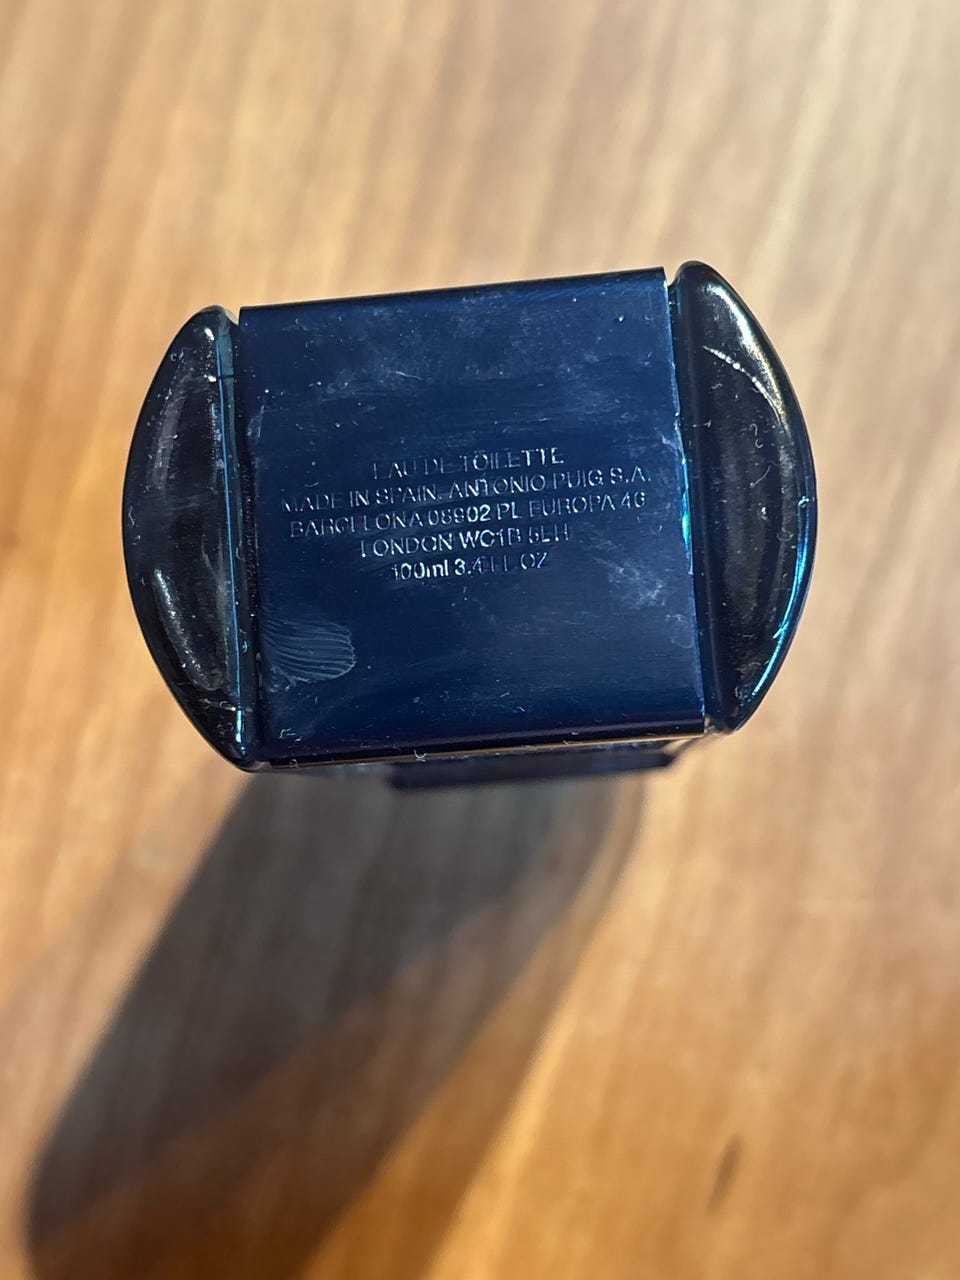 EAU DE TOILETTE
MADE IN SPAIN. ANTONIO PUIG S.A.
BARCELONA 08902 PL EUROPA 46
LONDON WC1B 5LH
100ml 3.4 FL OZ